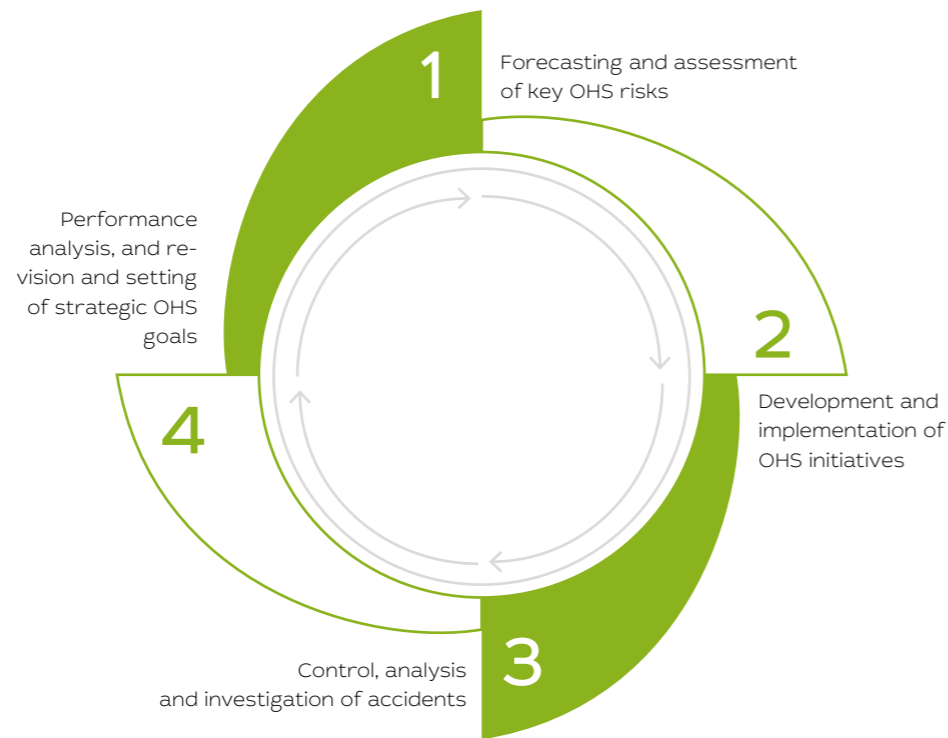 1
Forecasting and assessment
of key OHS risks
2
Development and
implementation of
OHS initiatives
3
Control, analysis
and investigation of accidents
4
Performance
analysis, and re-
vision and setting
of strategic OHS
goals